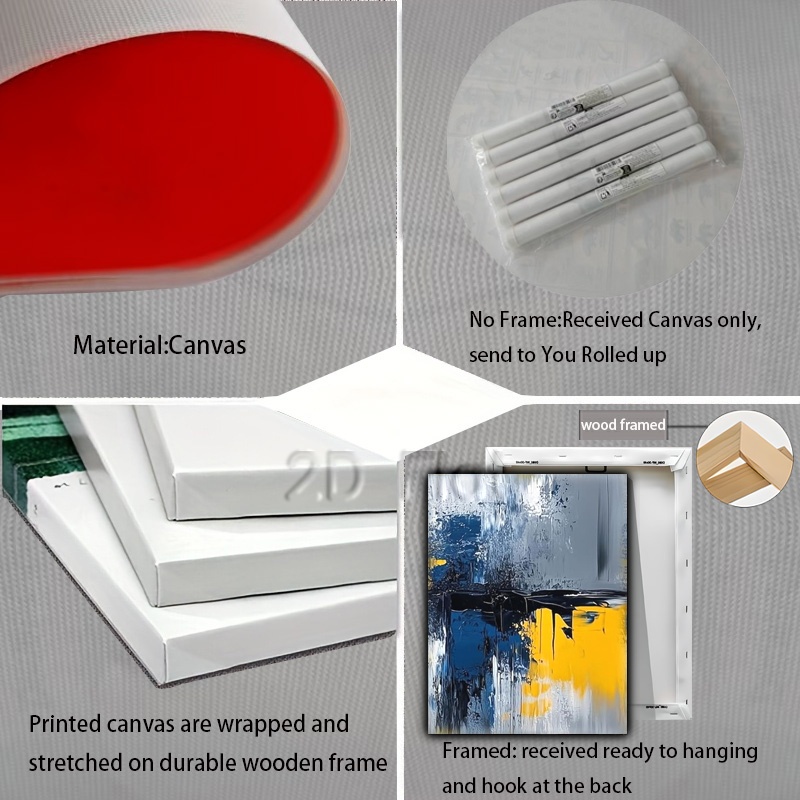 Material:Canvas
No Frame:Received Canvas only,
send to You Rolled up
2D
wood framed
Printed canvas are wrapped and
stretched on durable wooden frame
Framed: received ready to hanging
and hook at the back